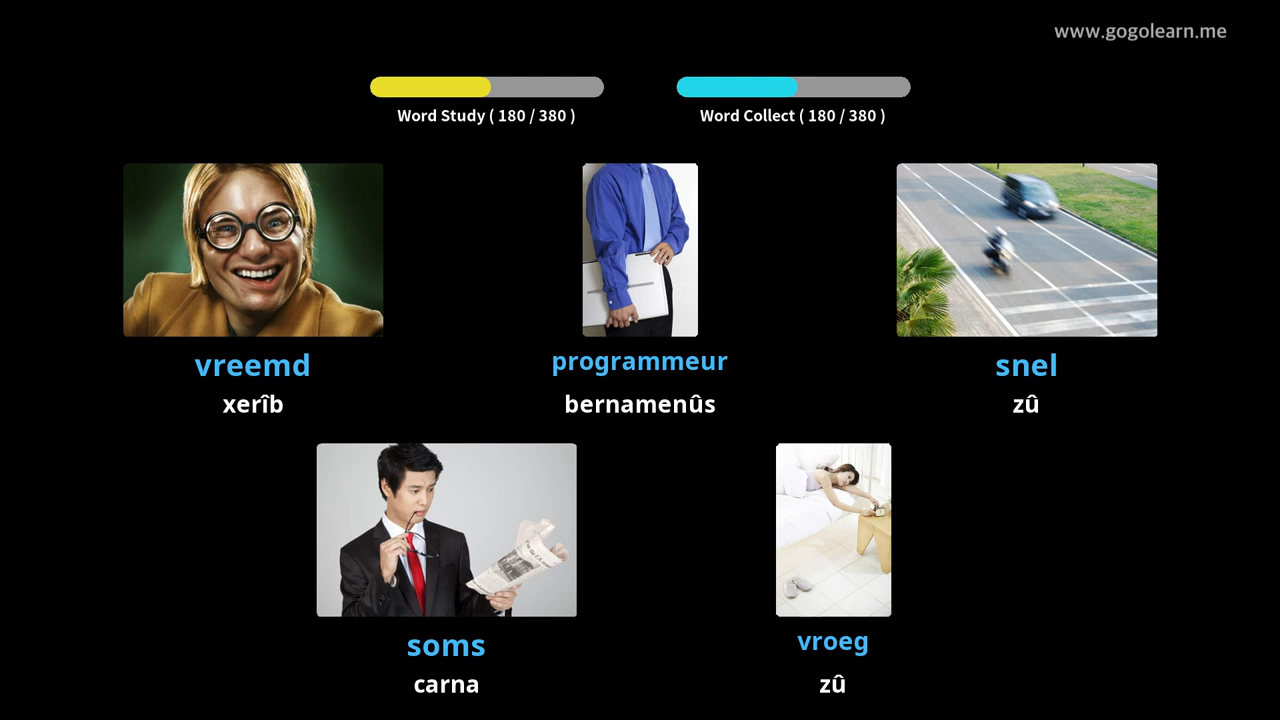 www.gogolearn.me
Word Study ( 180 / 380 )
Word Collect ( 180 / 380 )
vreemd
xerîb
programmeur
bernamenûs
snel
zû
soms
carna
vroeg
zû